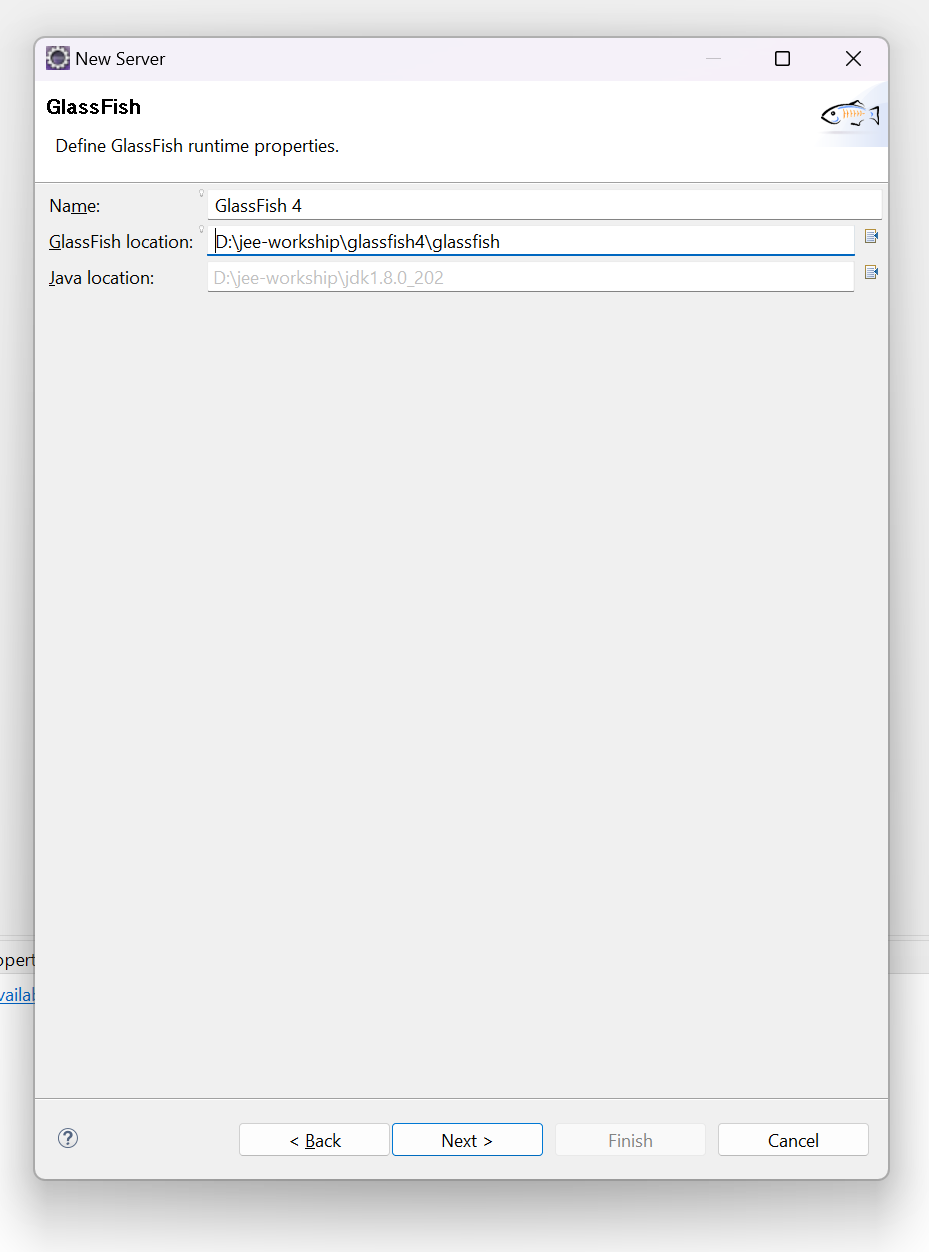 New Server
GlassFish
Define GlassFish runtime properties.
Name: GlassFish 4
GlassFish location: D:\jee-workship\glassfish4\glassfish
Java location: D:\jee-workship\jdk1.8.0_202
opert
vailab
< Back Next > Finish Cancel